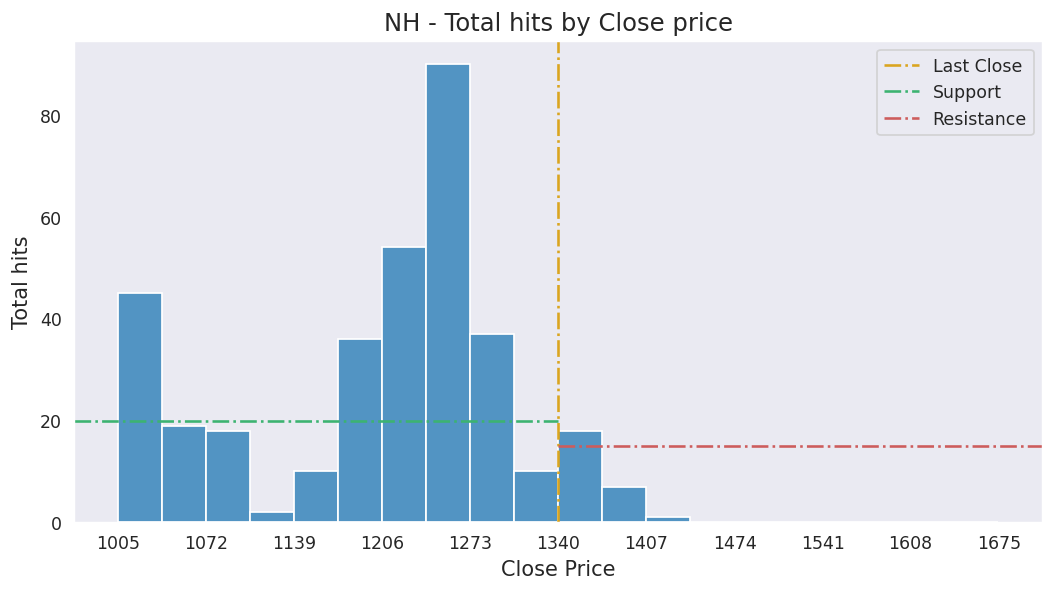 NH - Total hits by Close price
Last Close
Support
Resistance
Total hits
80
60
40
20
0
1005 1072 1139 1206 1273 1340 1407 1474 1541 1608 1675
Close Price